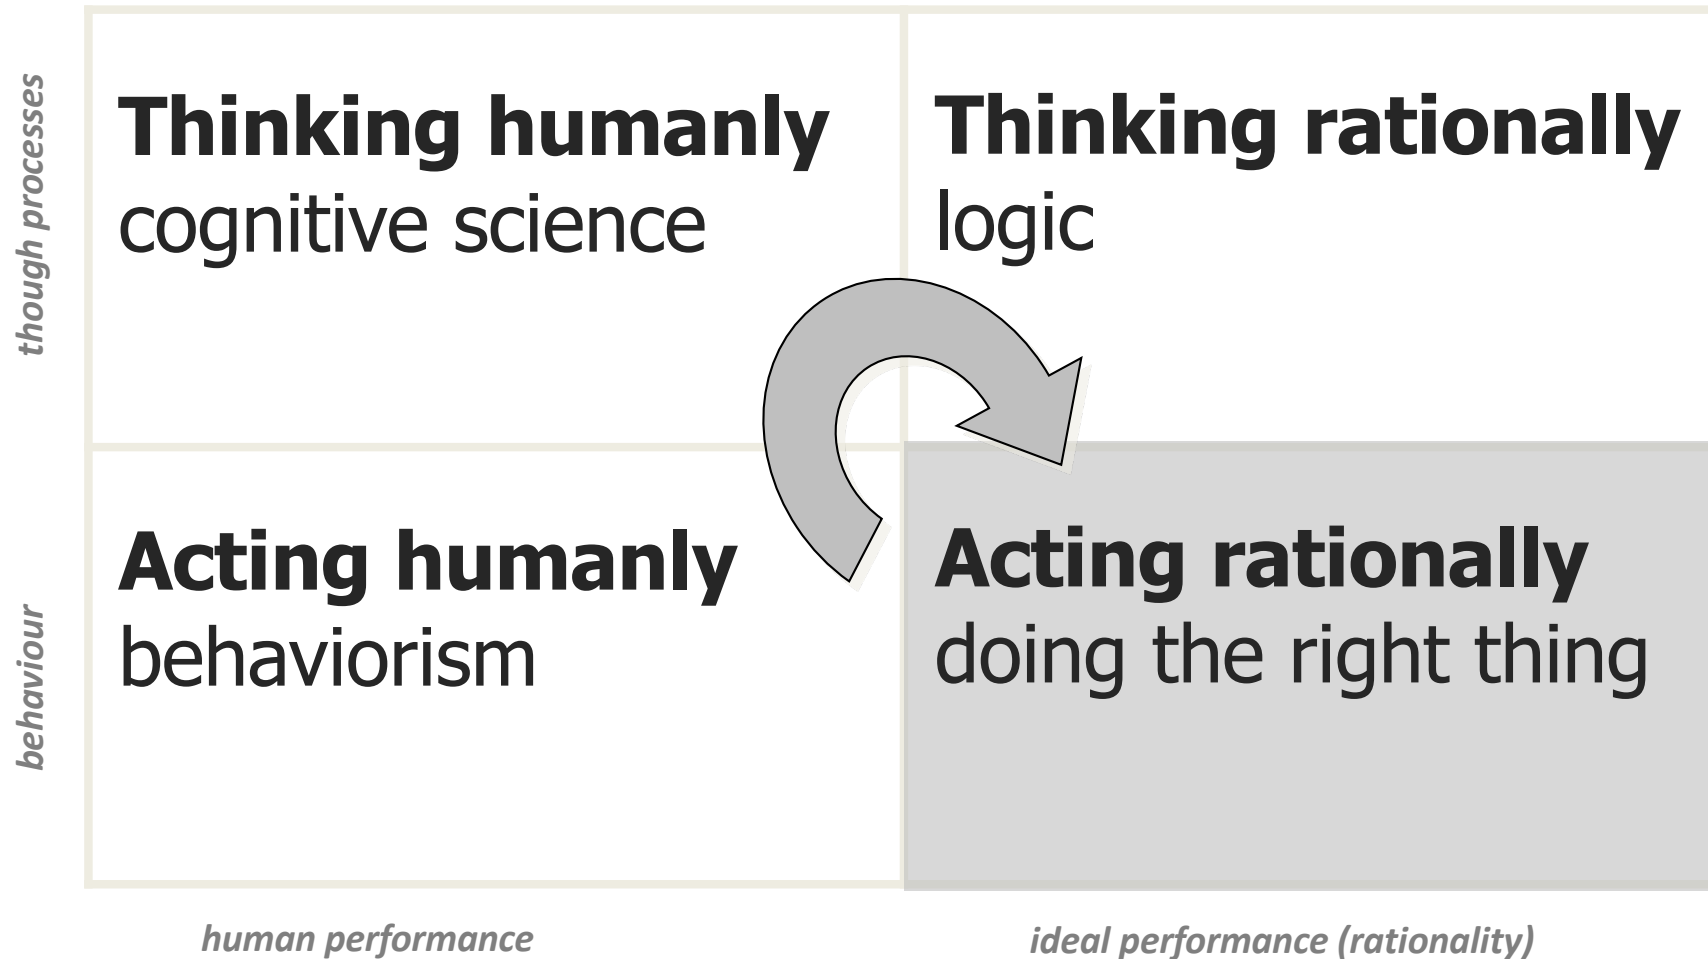 though processes
Thinking humanly
cognitive science
Thinking rationally
logic
behaviour
Acting humanly
behaviorism
Acting rationally
doing the right thing
human performance
ideal performance (rationality)